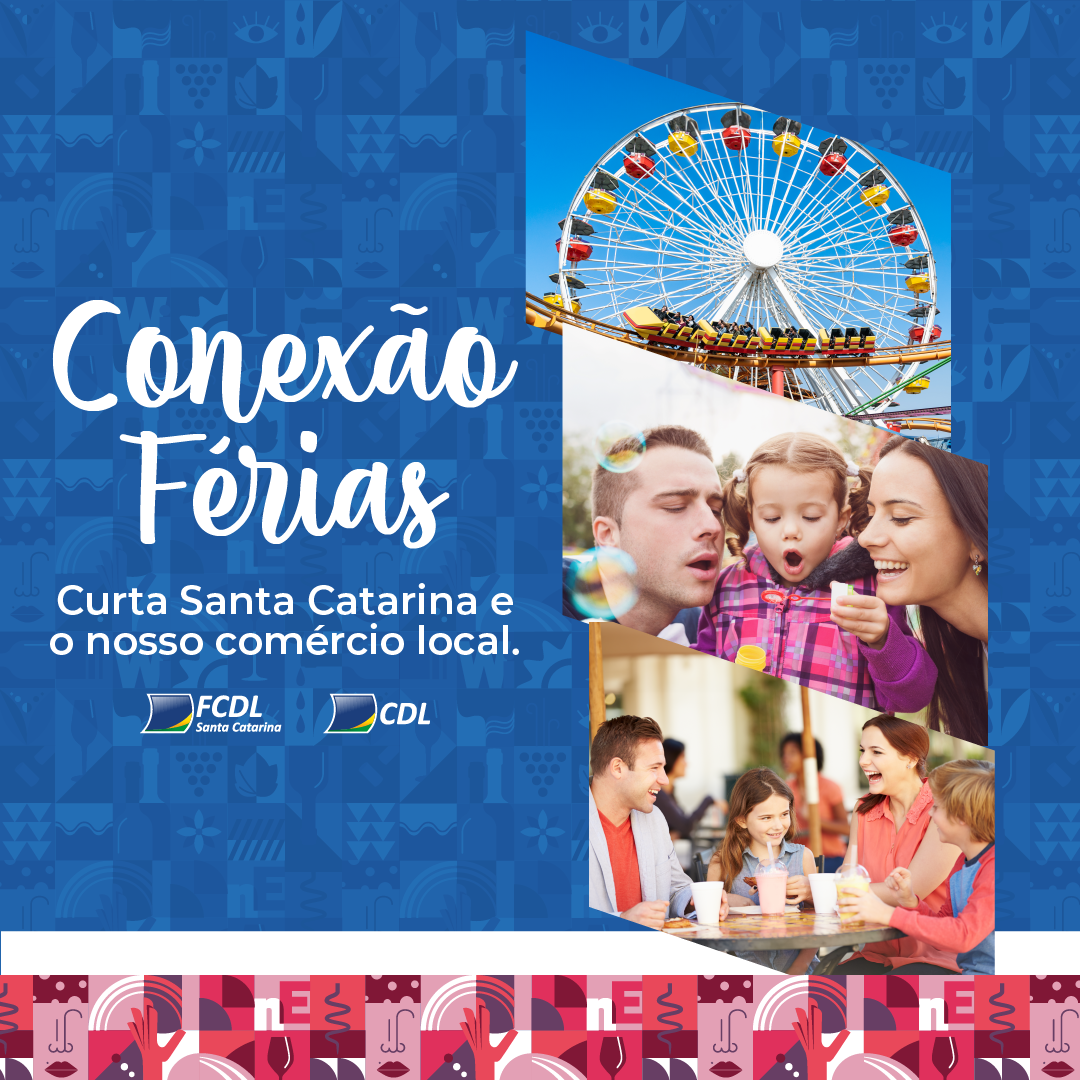 Conexão
Férias
Curta Santa Catarina e
o nosso comércio local.
FCDL
Santa Catarina
CDL